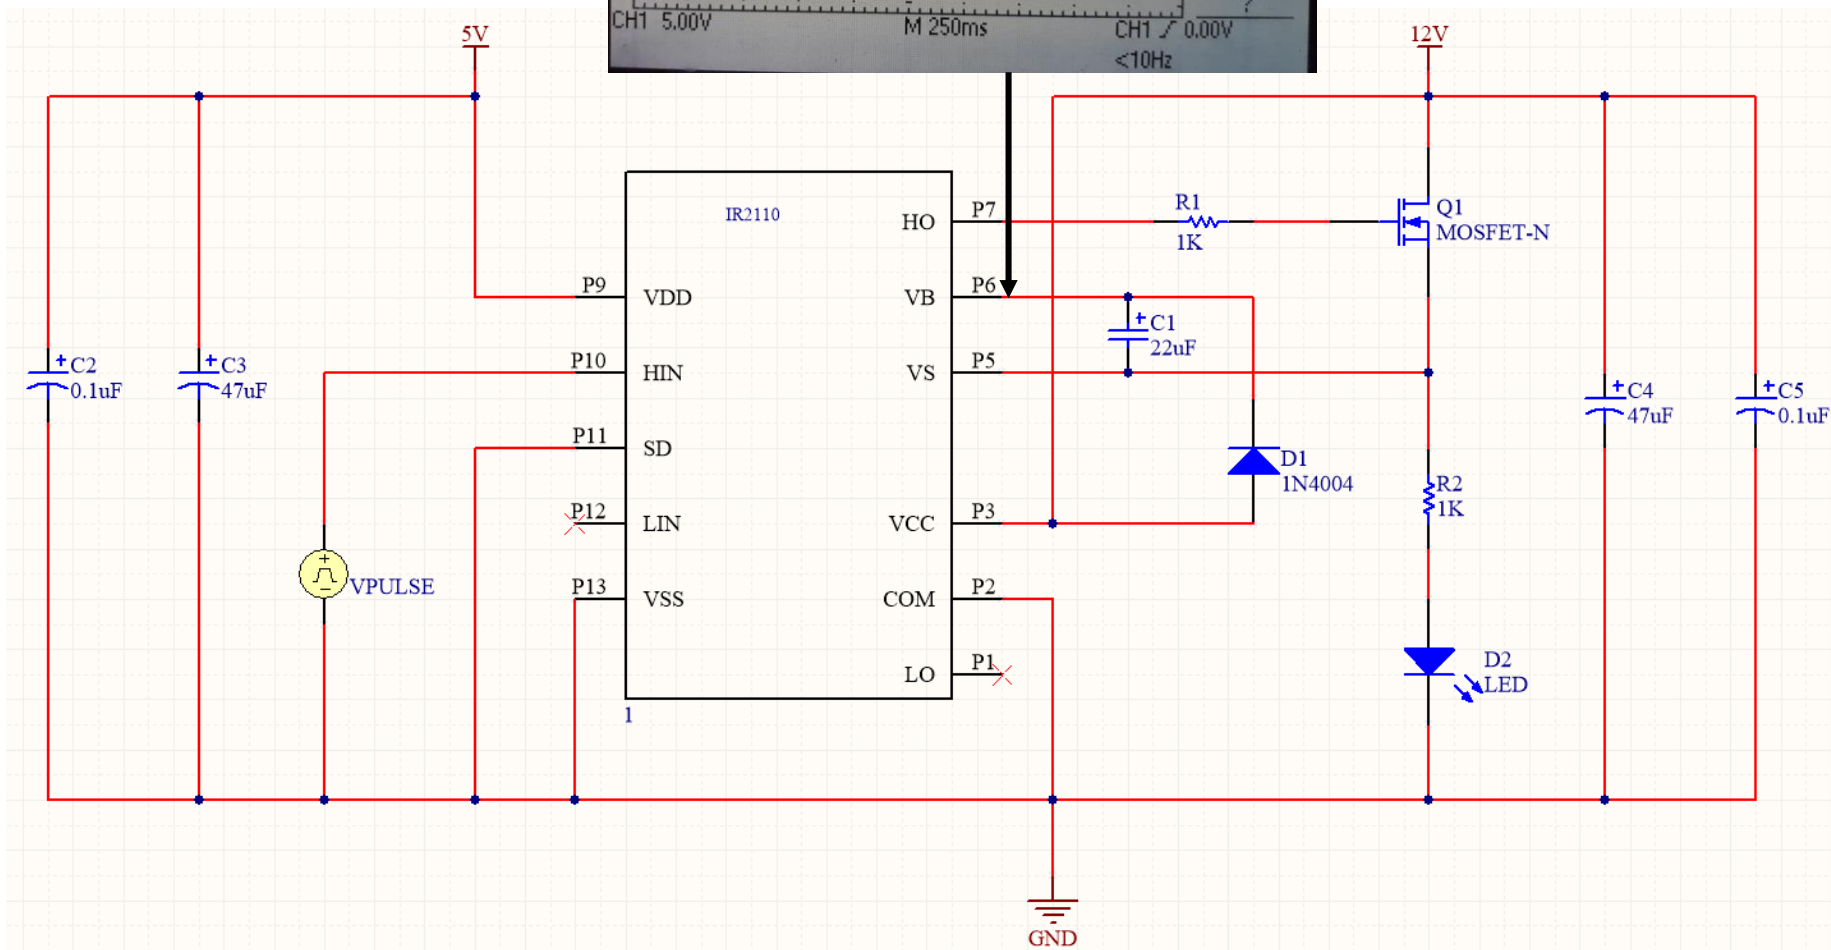 CH1 5.00V M 250ms CH1 0.00V
<10Hz
5V
12V
IR2110
HO
P7
R1
1K
Q1
MOSFET-N
P9
VDD
VB
P6
+
C1
22uF
P10
HIN
VS
P5
+
C2
0.1uF
+
C3
47uF
+
C4
47uF
+
C5
0.1uF
P11
SD
D1
1N4004
R2
1K
P12
LIN
VCC
P3
VPULSE
P13
VSS
COM
P2
LO
P1
D2
LED
1
GND